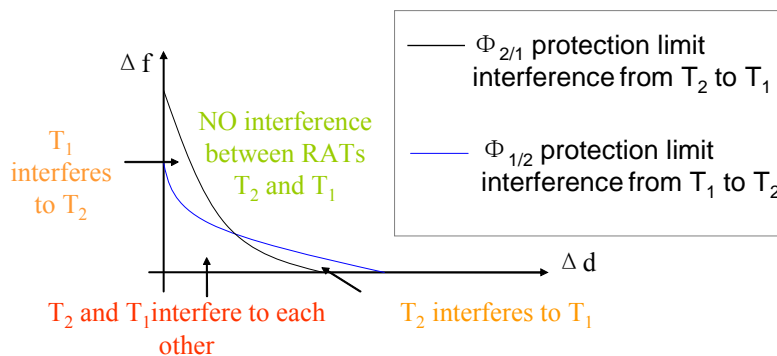 Δ f
T1 interferes to T2
NO interference
between RATs
T2 and T1
Φ2/1 protection limit
interference from T2 to T1
Φ1/2 protection limit
interference from T1 to T2
Δ d
T2 and T1interfere to each
other
T2 interferes to T1